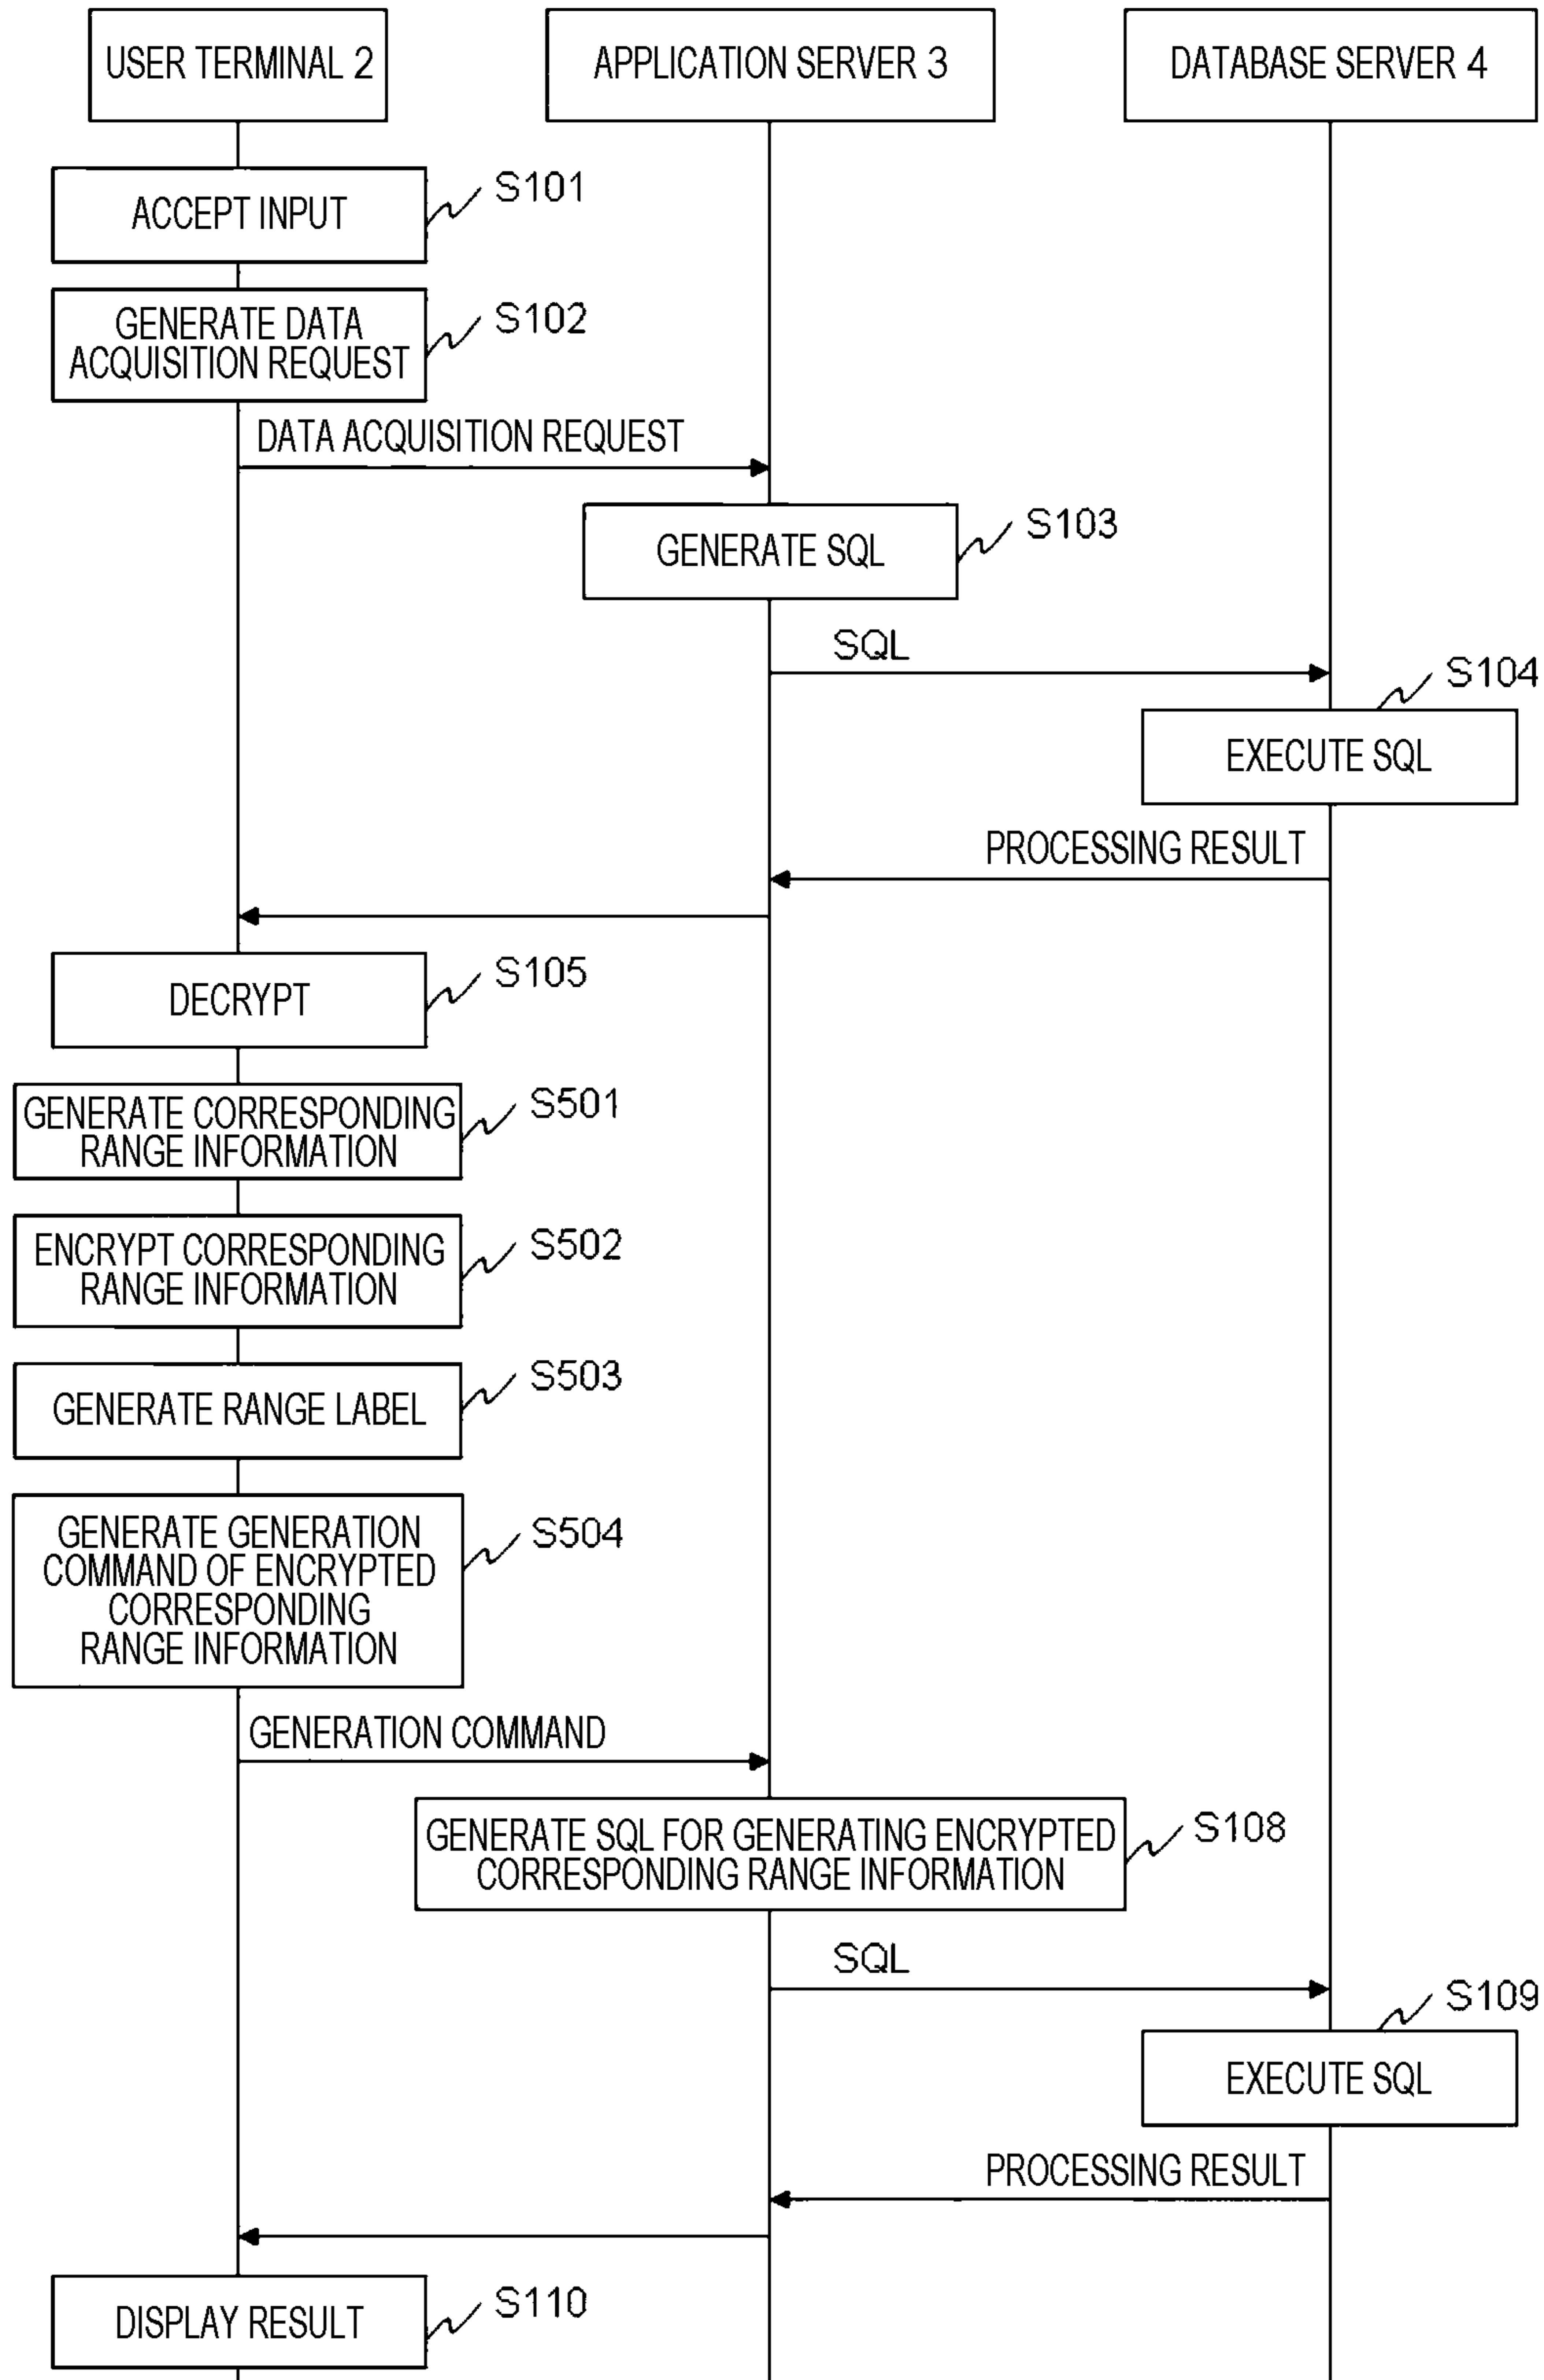 USER TERMINAL 2
APPLICATION SERVER 3
DATABASE SERVER 4
ACCEPT INPUT
S101
GENERATE DATA
ACQUISITION REQUEST
S102
DATA ACQUISITION REQUEST
GENERATE SQL
S103
SQL
S104
EXECUTE SQL
PROCESSING RESULT
DECRYPT
S105
GENERATE CORRESPONDING
RANGE INFORMATION
S501
ENCRYPT CORRESPONDING
RANGE INFORMATION
S502
GENERATE RANGE LABEL
S503
GENERATE GENERATION
COMMAND OF ENCRYPTED
CORRESPONDING
RANGE INFORMATION
S504
GENERATION COMMAND
GENERATE SQL FOR GENERATING ENCRYPTED
CORRESPONDING RANGE INFORMATION
S108
SQL
S109
EXECUTE SQL
PROCESSING RESULT
DISPLAY RESULT
S110